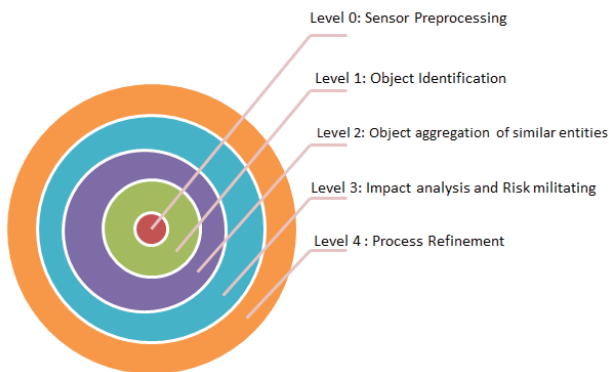 Level 0: Sensor Preprocessing
Level 1: Object Identification
Level 2: Object aggregation of similar entities
Level 3: Impact analysis and Risk militating
Level 4 : Process Refinement